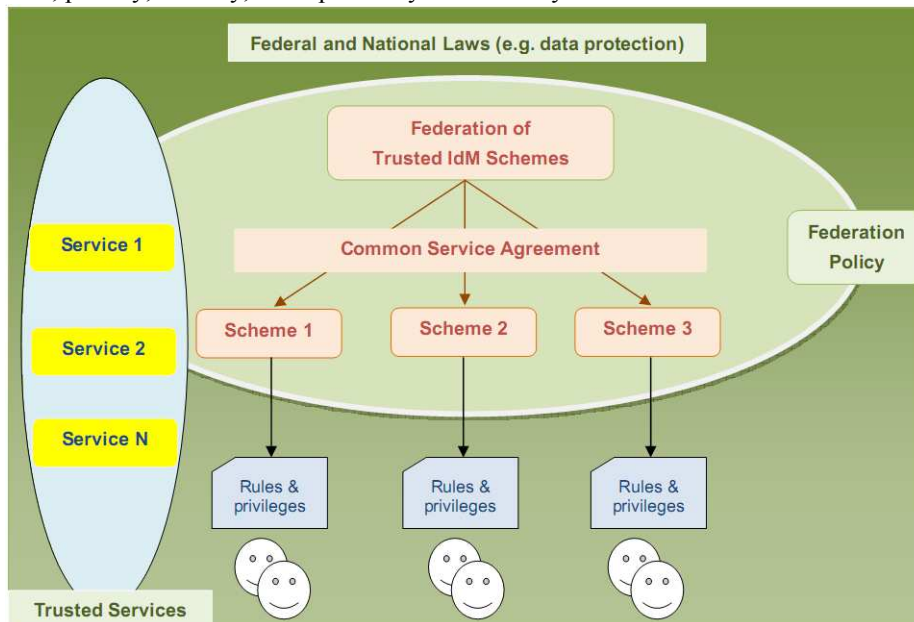 Federal and National Laws (e.g. data protection)
Federation of
Trusted IdM Schemes
Common Service Agreement
Federation
Policy
Service 1
Service 2
Service N
Scheme 1
Scheme 2
Scheme 3
Rules &
privileges
Rules &
privileges
Rules &
privileges
Trusted Services